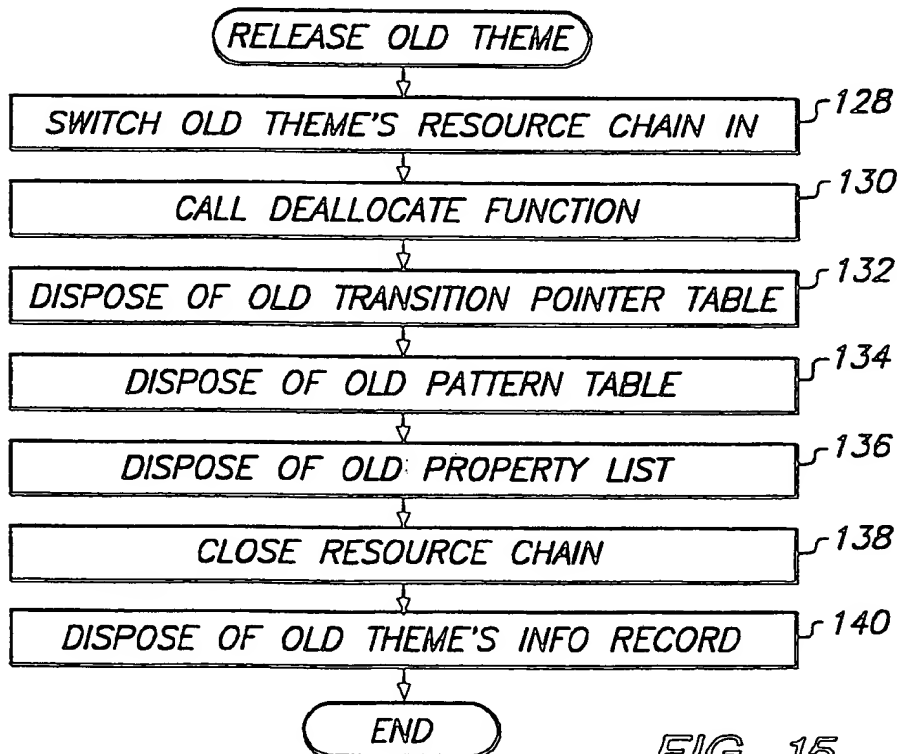 RELEASE OLD THEME
SWITCH OLD THEME'S RESOURCE CHAIN IN
128
CALL DEALLOCATE FUNCTION
130
DISPOSE OF OLD TRANSITION POINTER TABLE
132
DISPOSE OF OLD PATTERN TABLE
134
DISPOSE OF OLD PROPERTY LIST
136
CLOSE RESOURCE CHAIN
138
DISPOSE OF OLD THEME'S INFO RECORD
140
END
FIG. 15